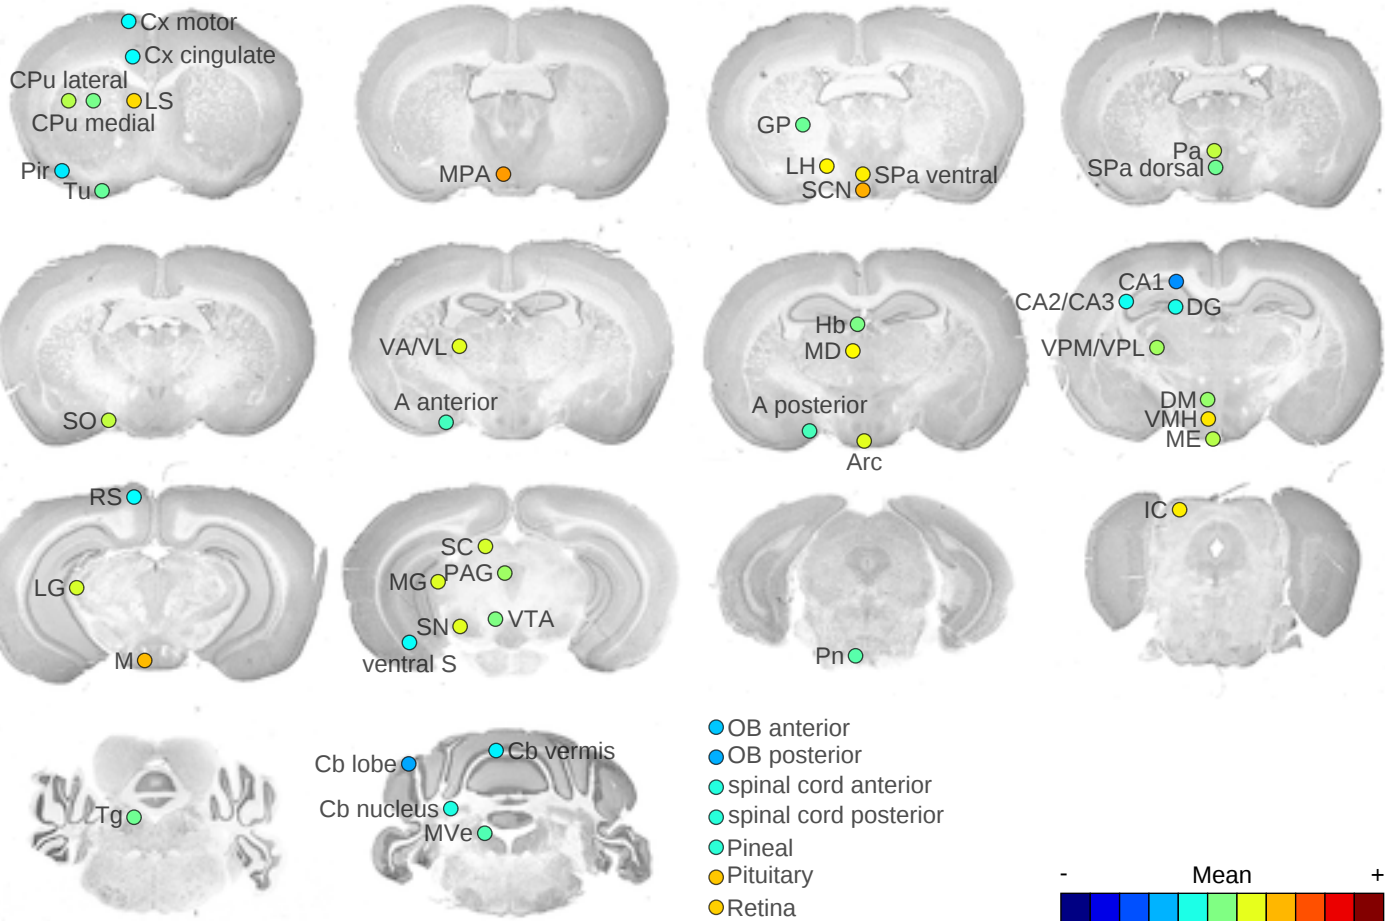 Cx motor
Cx cingulate
CPu lateral
LS
CPu medial
Pir
Tu
MPA
GP
LH
SPa ventral
SCN
Pa
SPa dorsal
SO
VA/VL
A anterior
Hb
MD
A posterior
Arc
CA1
CA2/CA3
DG
VPM/VPL
DM
VMH
ME
RS
LG
M
SC
MG
PAG
SN
VTA
ventral S
Pn
IC
Tg
Cb lobe
Cb vermis
Cb nucleus
MVe
OB anterior
OB posterior
spinal cord anterior
spinal cord posterior
Pineal
Pituitary
Retina
- Mean +